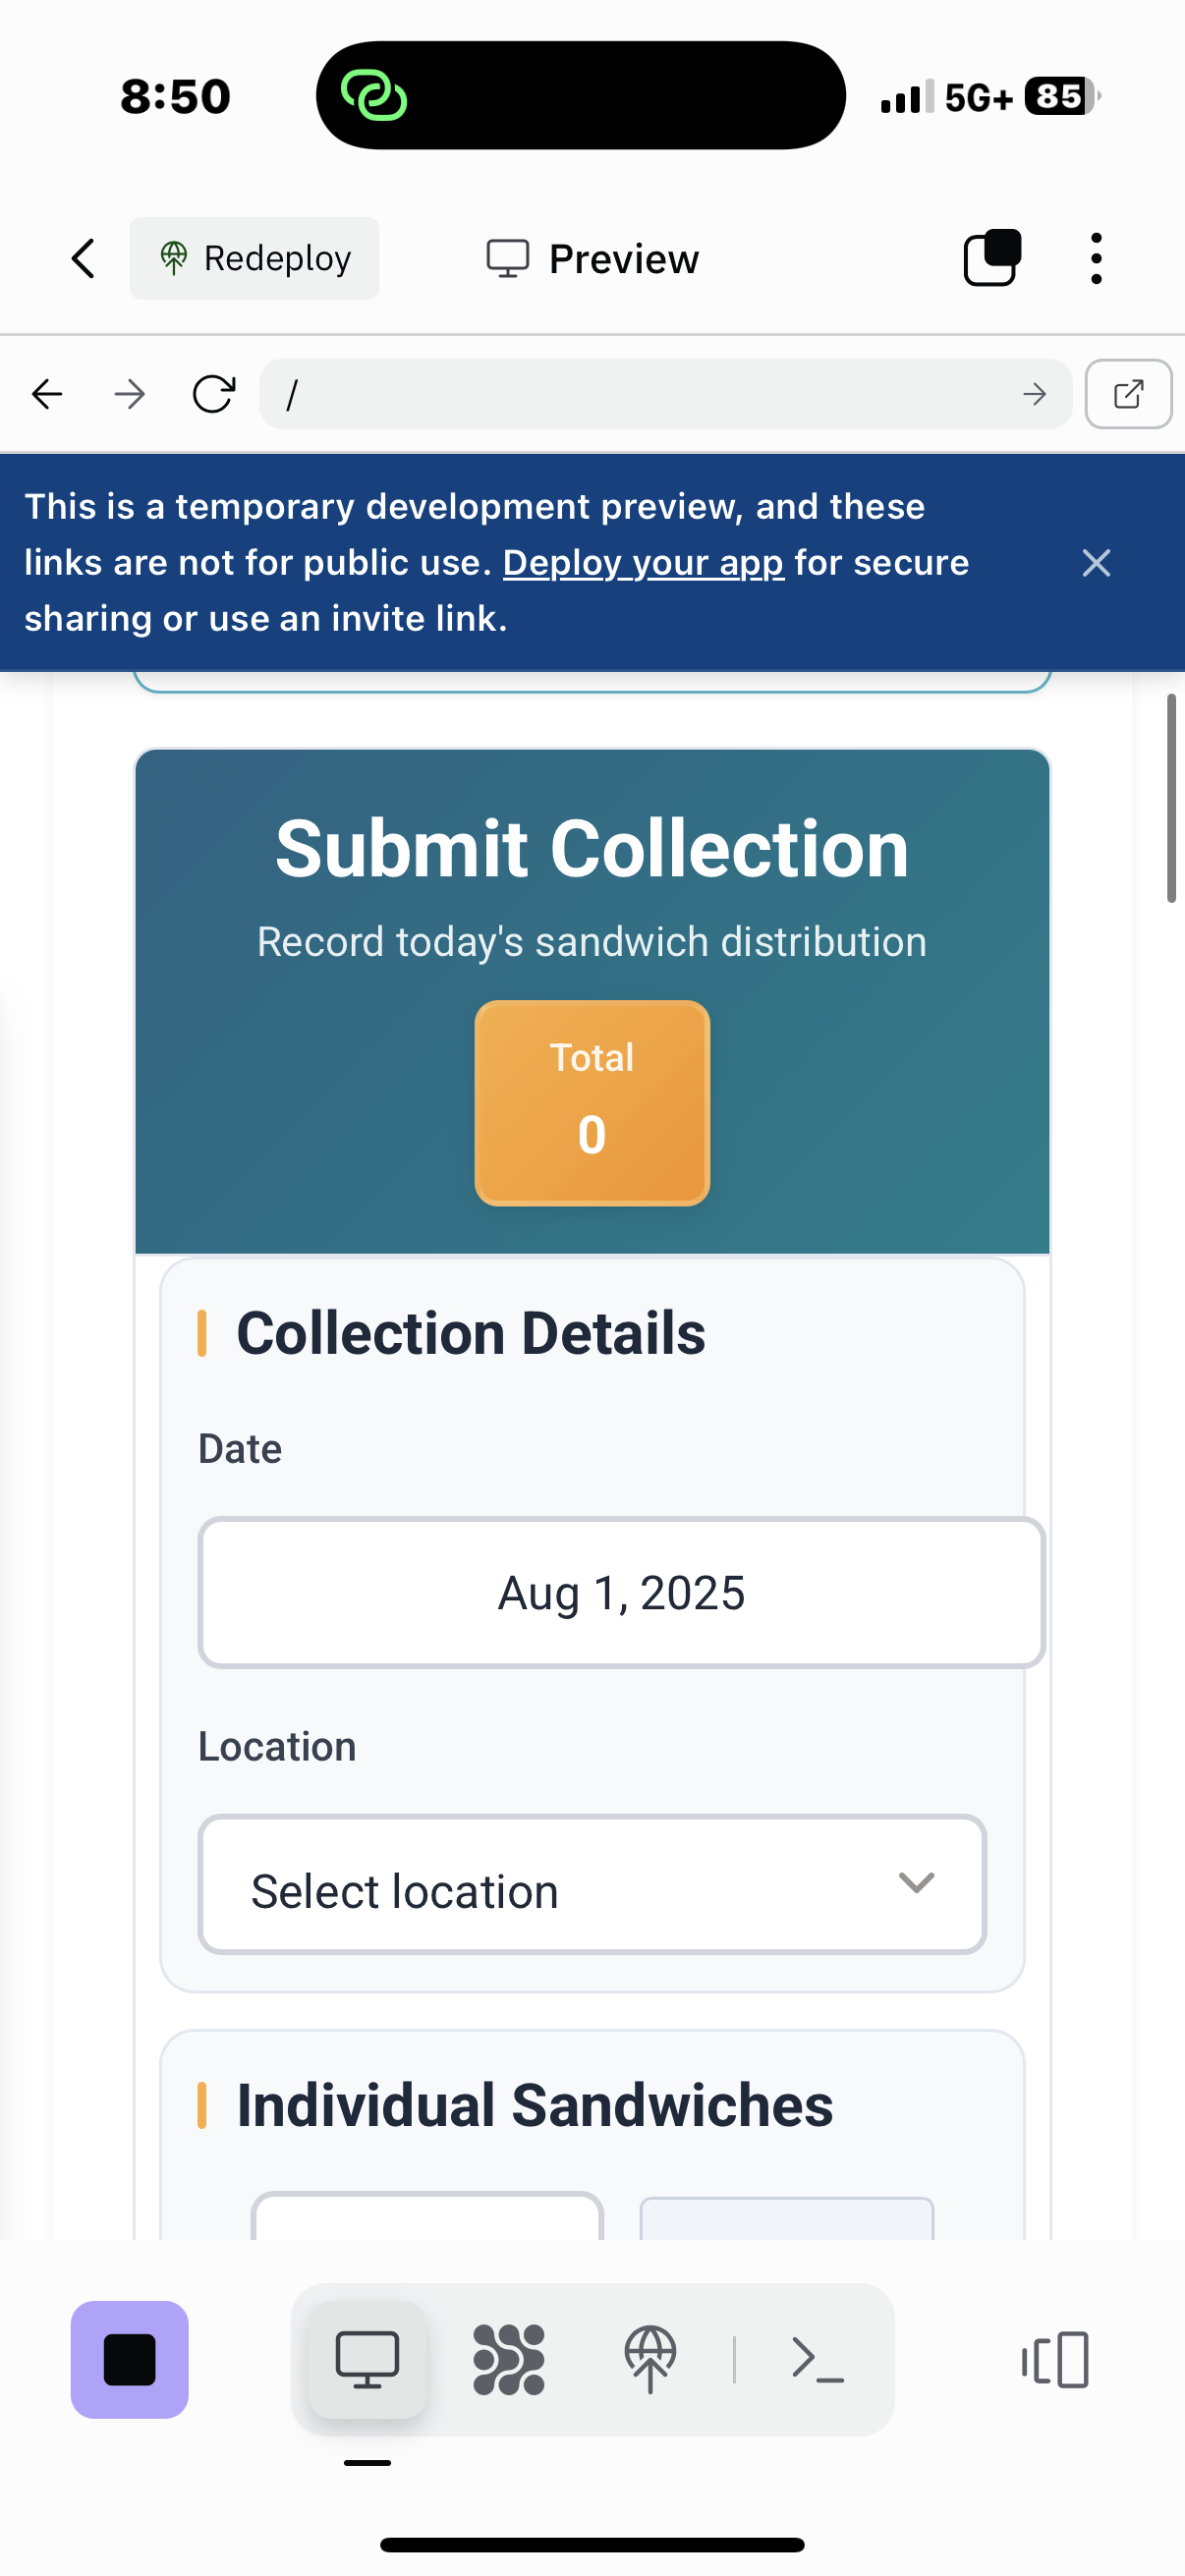 8:50
5G+
85
Redeploy
Preview
/
This is a temporary development preview, and these
links are not for public use. Deploy your app for secure
sharing or use an invite link.
Submit Collection
Record today's sandwich distribution
Total
0
Collection Details
Date
Aug 1, 2025
Location
Select location
Individual Sandwiches